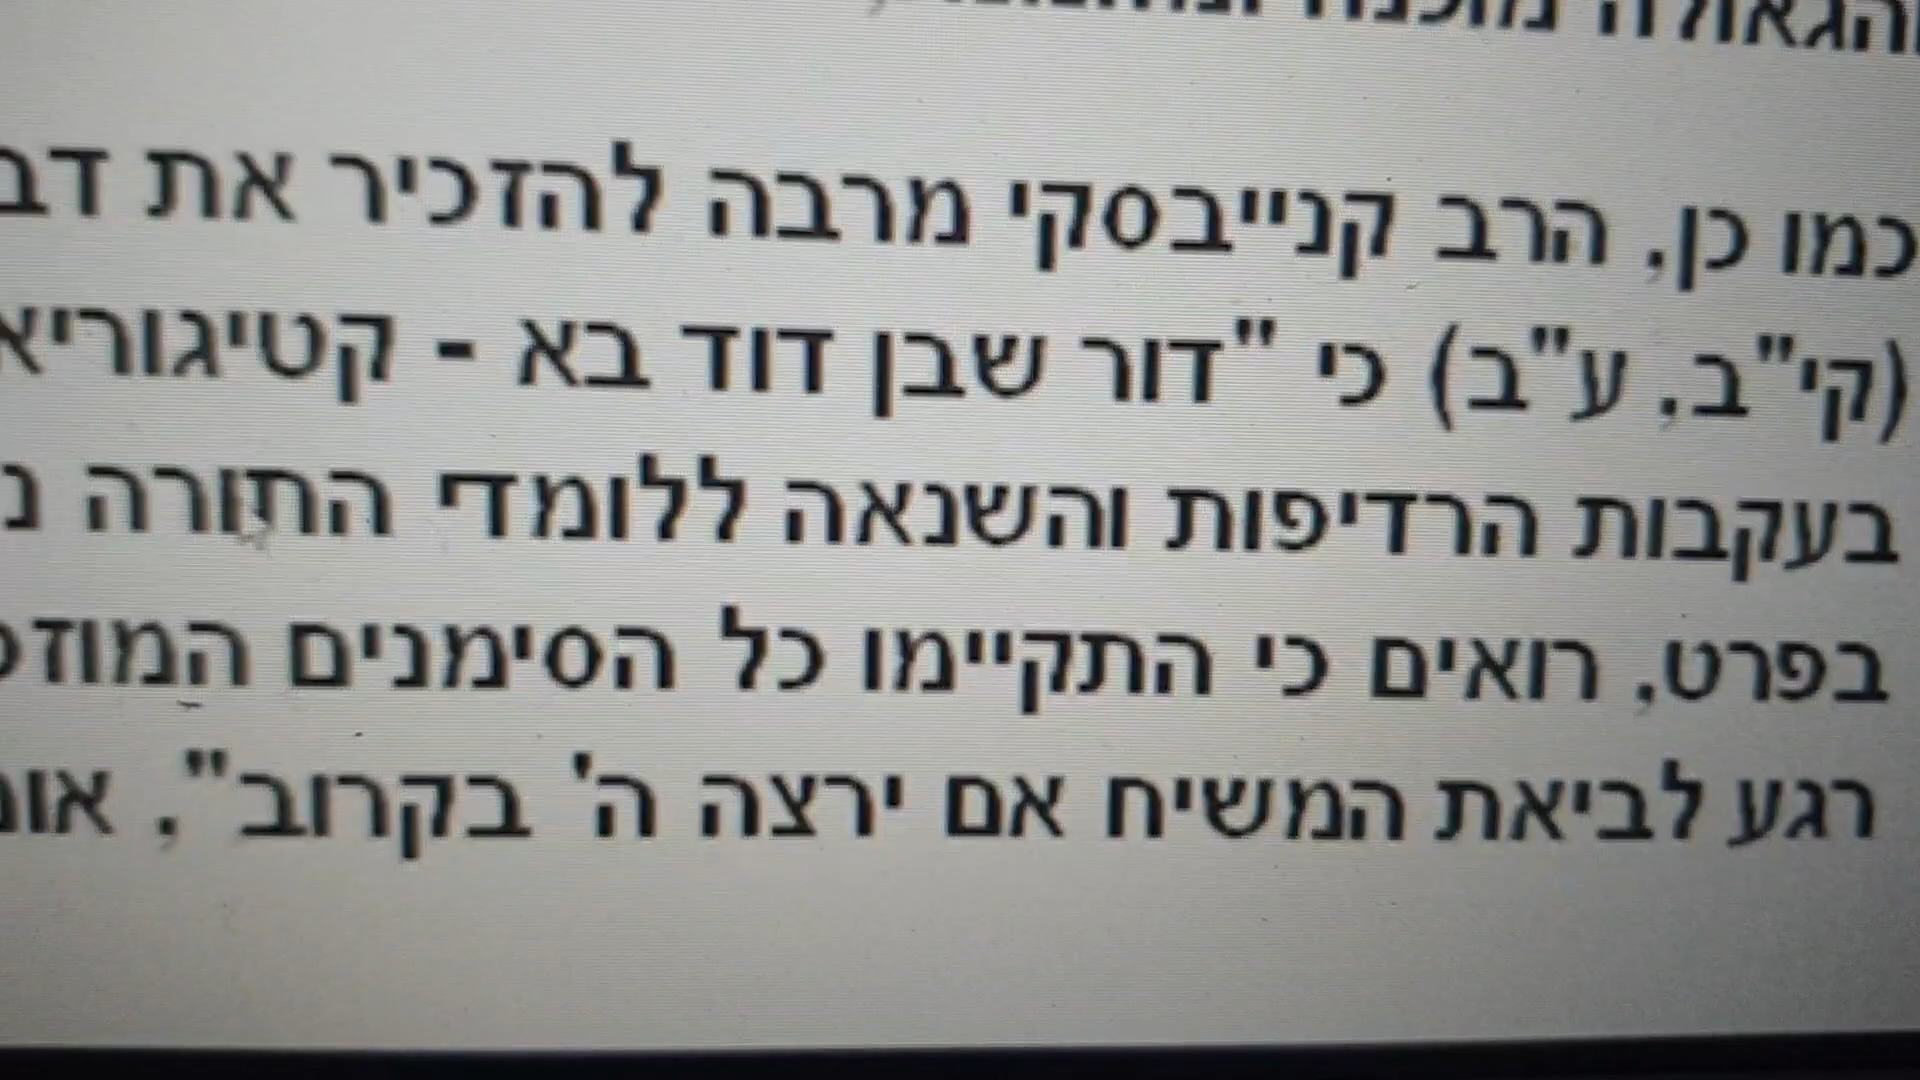 כמו כן, הרב קנייבסקי מרבה להזכיר את
(קי"ב, ע"ב) כי "דור שבן דוד בא - קטיגוריא
בעקבות הרדיפות והשנאה ללומדי התורה
בפרט, רואים כי התקיימו כל הסימנים
רגע לביאת המשיח אם ירצה ה' בקרוב",